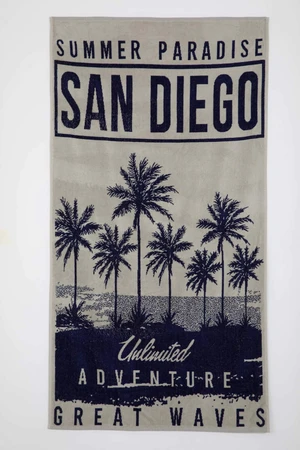 SUMMER PARADISE
SAN DIEGO
Unlimited
ADVENTURE
GREAT WAVES